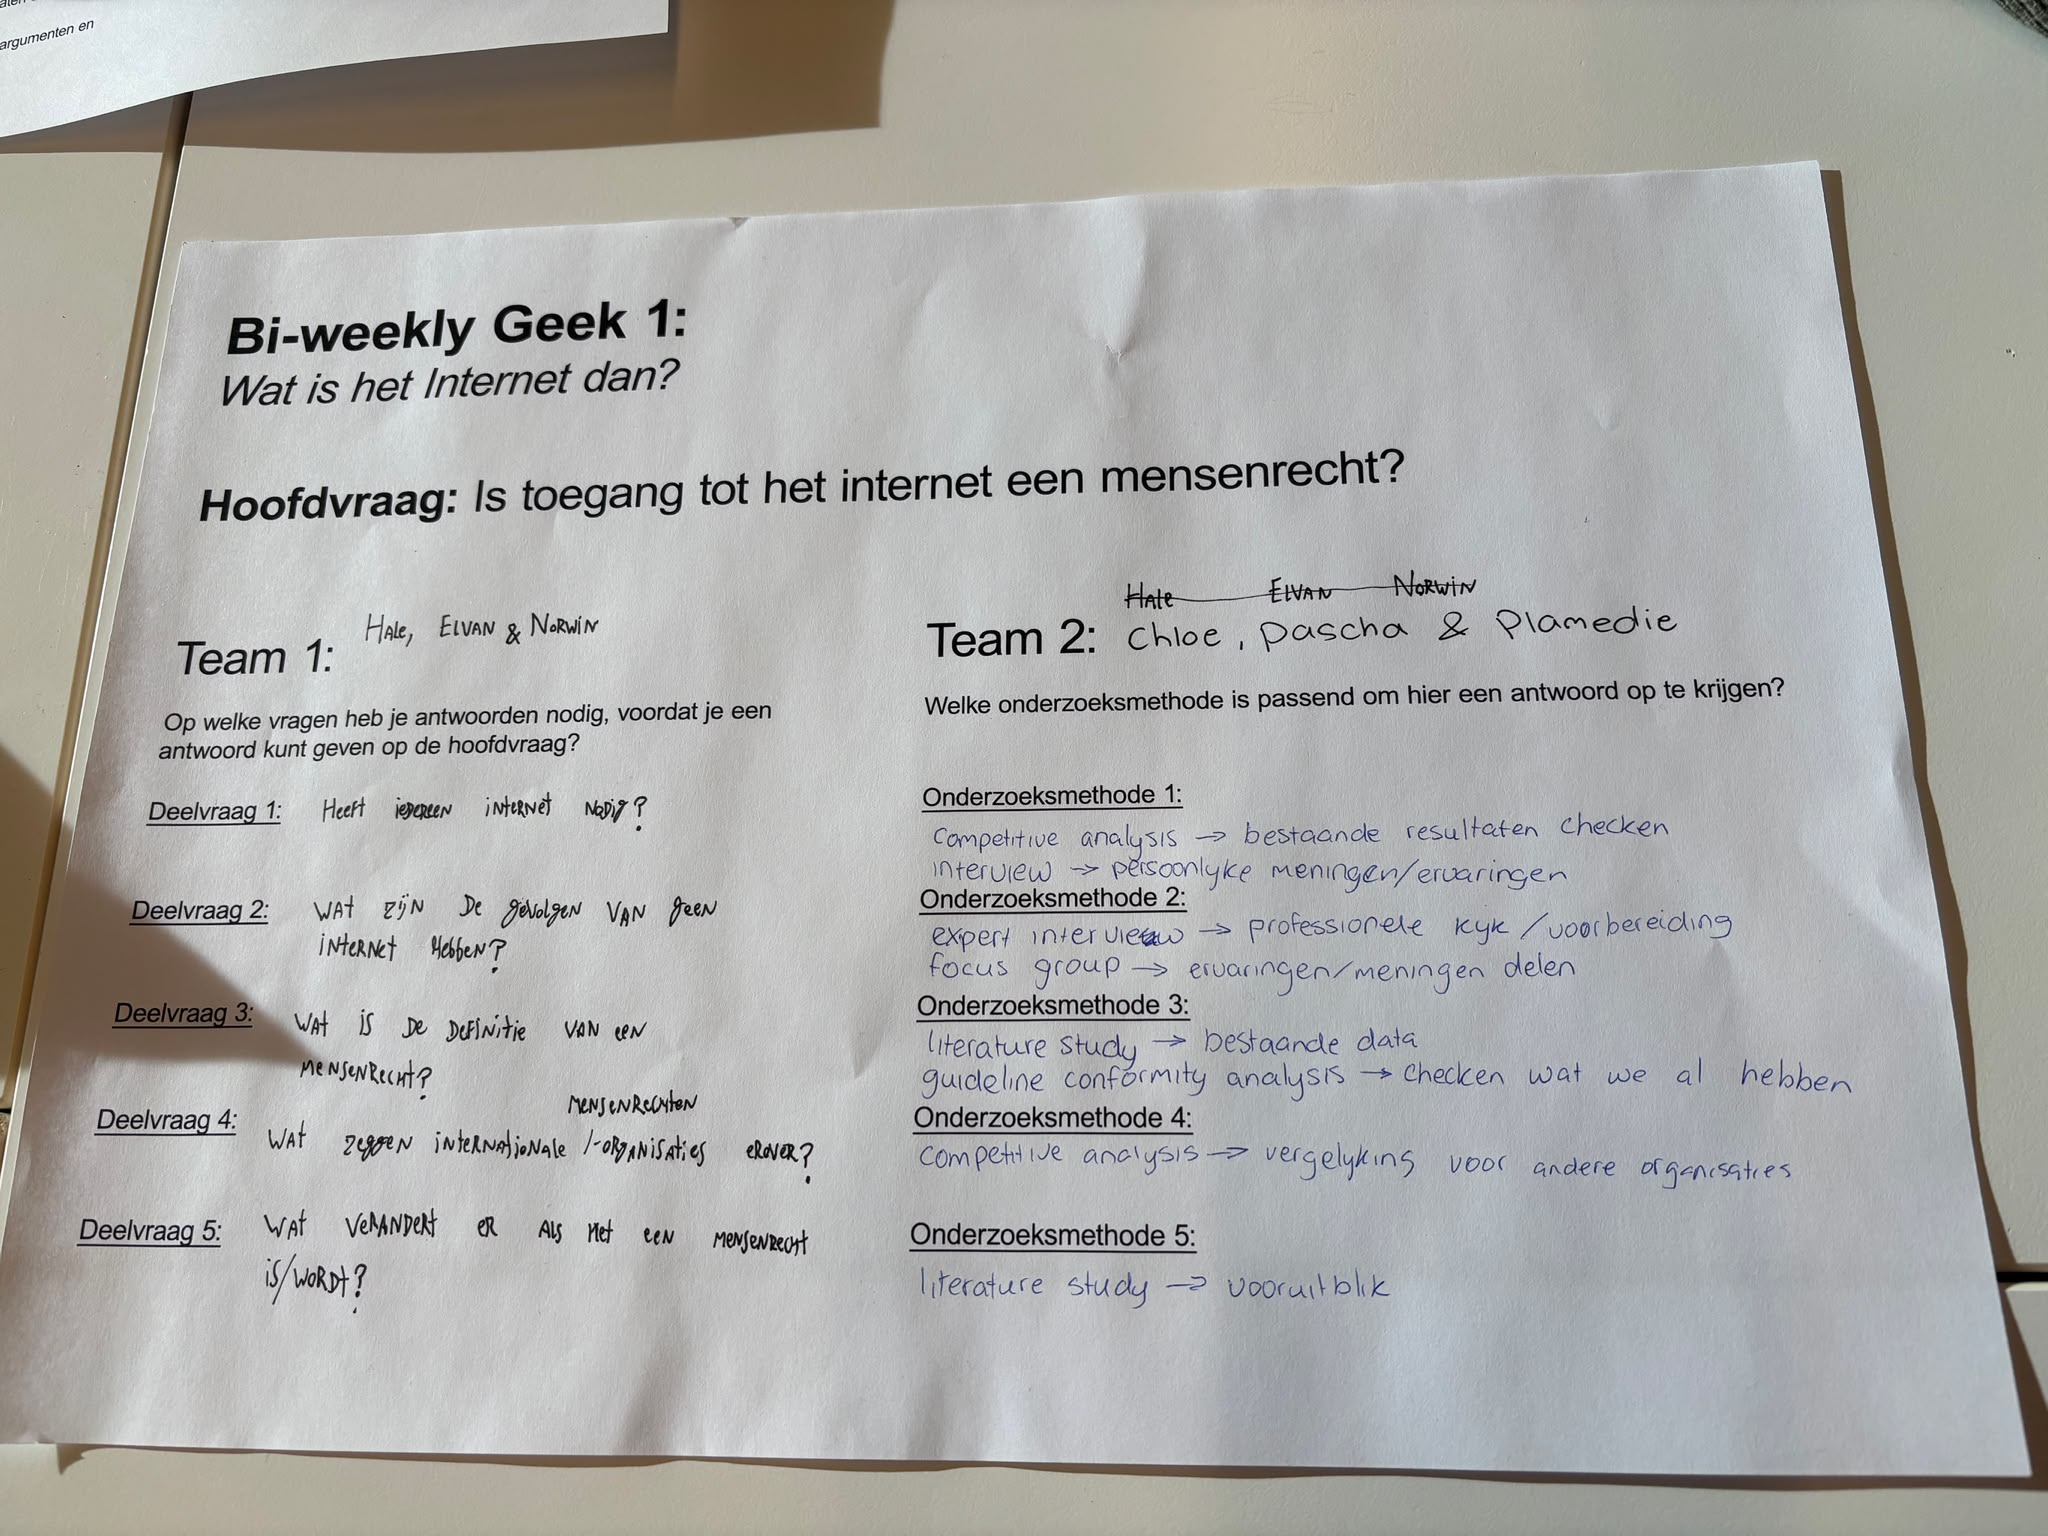 argumenten en
Bi-weekly Geek 1:
Wat is het Internet dan?
Hoofdvraag: Is toegang tot het internet een mensenrecht?
Team 1: Hale, Elvan & Norwin
Op welke vragen heb je antwoorden nodig, voordat je een
antwoord kunt geven op de hoofdvraag?
Deelvraag 1: Heeft iedereen internet nodig?
Deelvraag 2: Wat zijn de gevolgen van geen
internet hebben?
Deelvraag 3: Wat is de definitie van een
mensenrecht?
mensenrechten
Deelvraag 4: Wat zeggen internationale /-organisaties erover?
Deelvraag 5: Wat verandert er als het een mensenrecht
is/wordt?
Hale Elvan Norwin
Team 2: Chloe, Pascha & Plamedie
Welke onderzoeksmethode is passend om hier een antwoord op te krijgen?
Onderzoeksmethode 1:
competitive analysis → bestaande resultaten checken
interview → persoonlyke meningen/ervaringen
Onderzoeksmethode 2:
expert interview → professionele kyk/voorbereiding
focus group → ervaringen/meningen delen
Onderzoeksmethode 3:
literature study → bestaande data
guideline conformity analysis → checken wat we al hebben
Onderzoeksmethode 4:
competitive analysis → vergelyking voor andere organisaties
Onderzoeksmethode 5:
literature study → vooruitblik